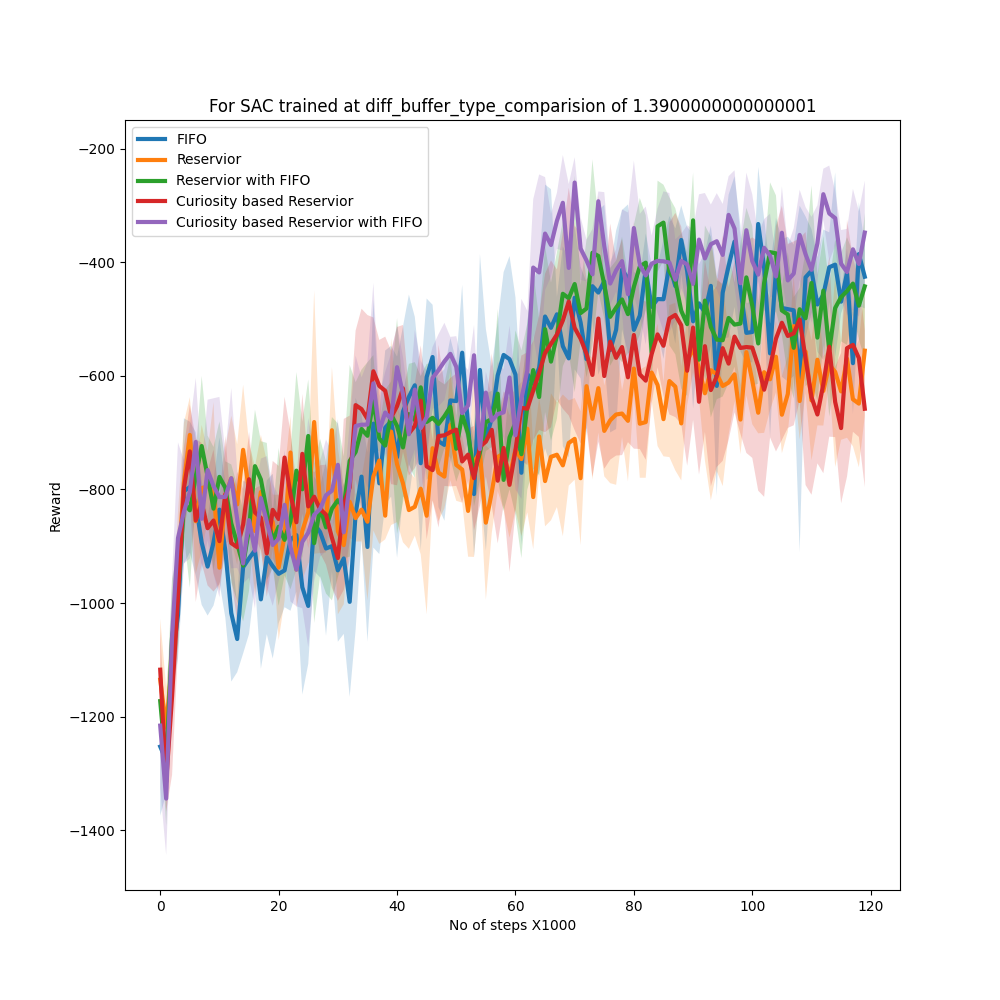 For SAC trained at diff_buffer_type_comparision of 1.3900000000000001
FIFO
Reservior
Reservior with FIFO
Curiosity based Reservior
Curiosity based Reservior with FIFO
−200
−400
−600
−800
−1000
−1200
−1400
Reward
0 20 40 60 80 100 120
No of steps X1000